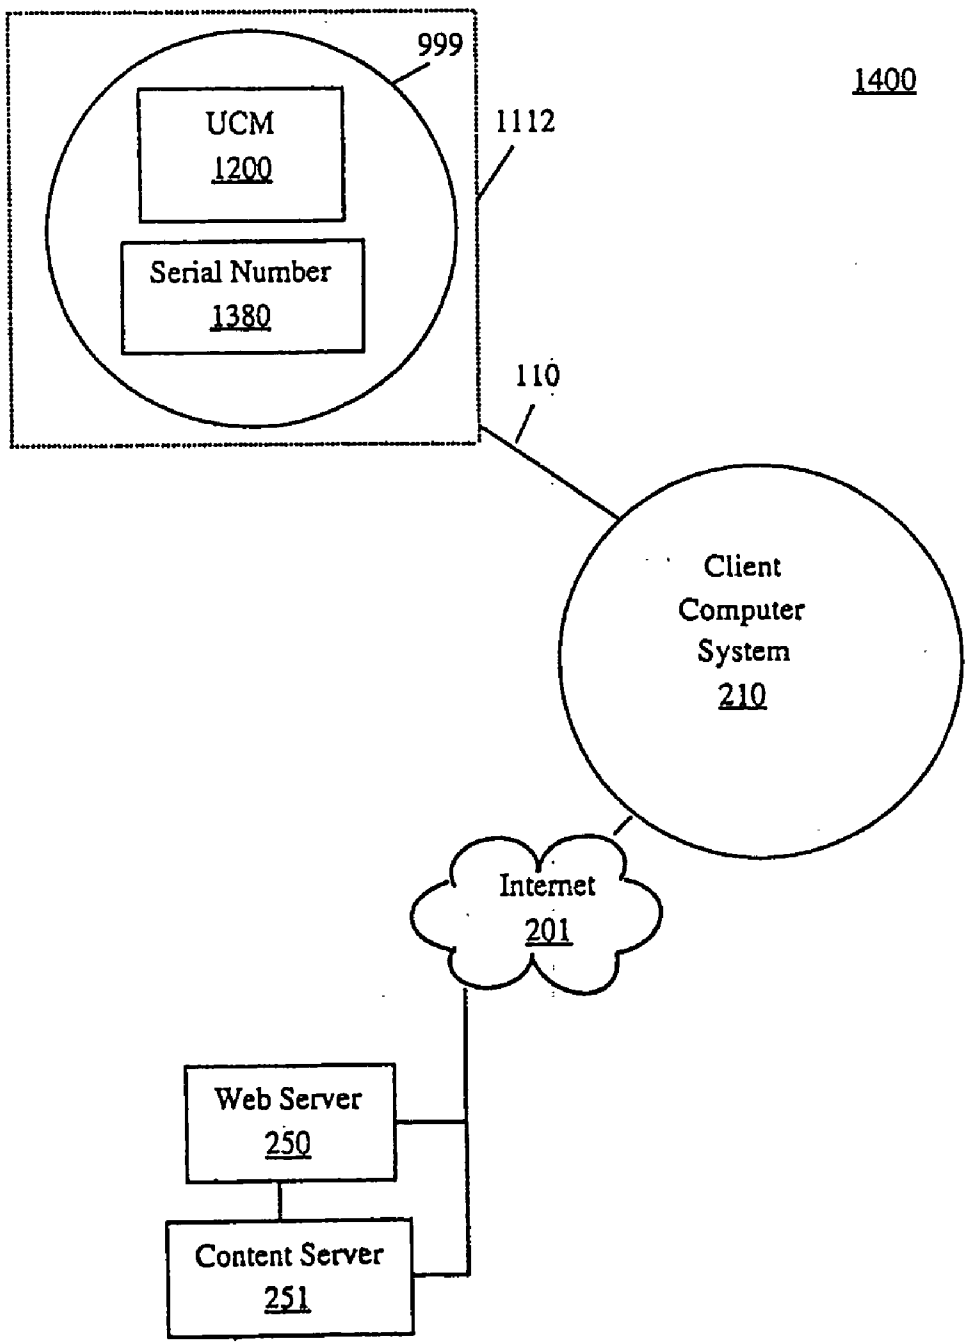 999
1400
UCM
1200
1112
Serial Number
1380
110
Client
Computer
System
210
Internet
201
Web Server
250
Content Server
251